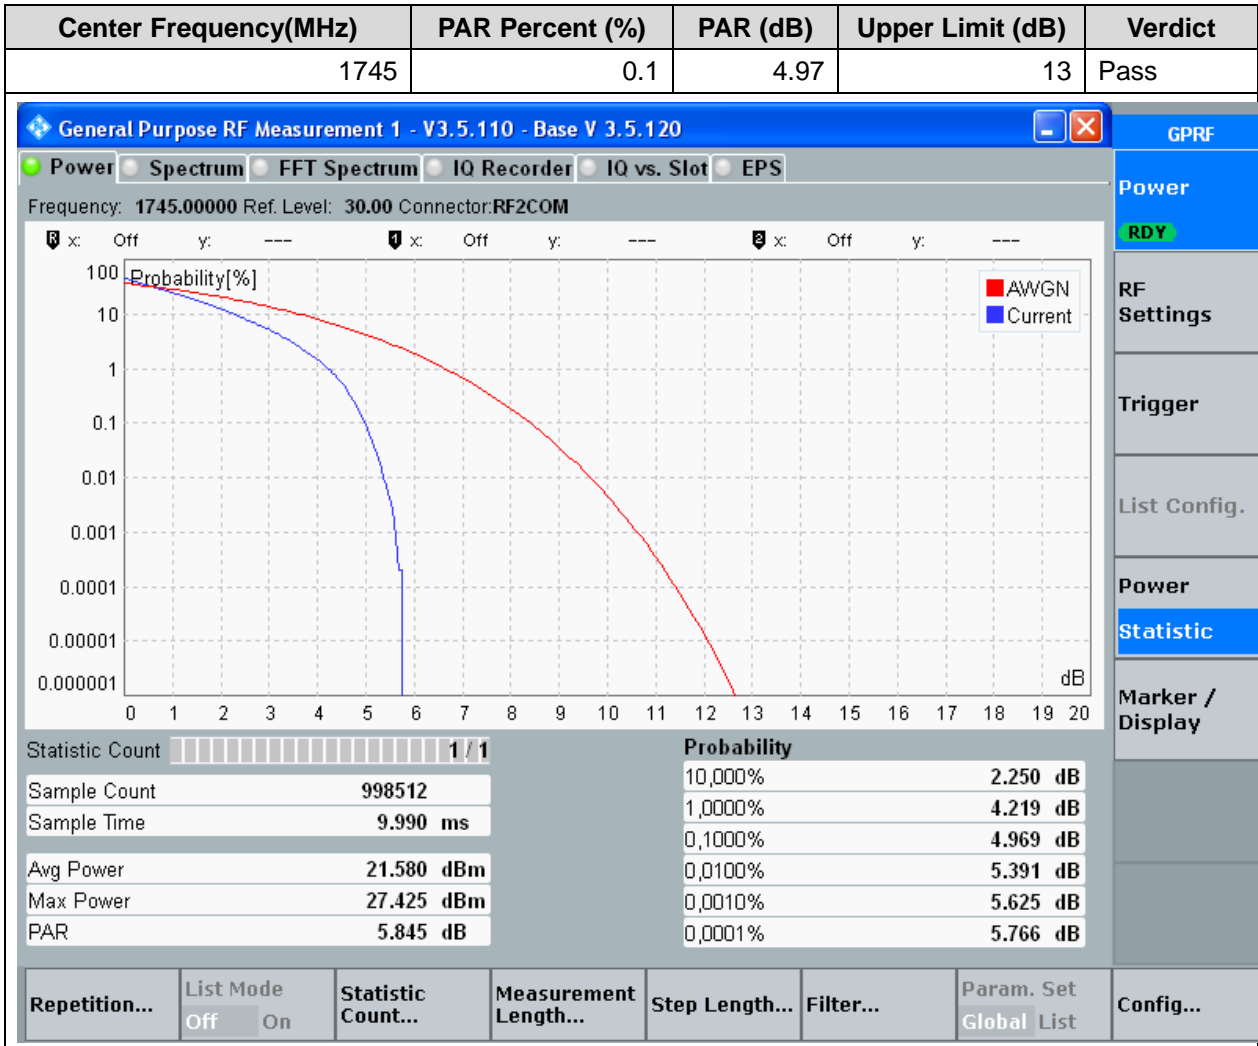 Center Frequency(MHz) PAR Percent (%) PAR (dB) Upper Limit (dB) Verdict
1745 0.1 4.97 13 Pass
General Purpose RF Measurement 1 - V3.5.110 - Base V 3.5.120
GPRF
Power Spectrum FFT Spectrum IQ Recorder IQ vs. Slot EPS
Frequency: 1745.00000 Ref. Level: 30.00 Connector:RF2COM
R x: Off y: --- 1 x: Off y: --- 2 x: Off y: ---
Probability[%]
AWGN
Current
100
10
1
0.1
0.01
0.001
0.0001
0.00001
0.000001
dB
0 1 2 3 4 5 6 7 8 9 10 11 12 13 14 15 16 17 18 19 20
Statistic Count 1 / 1
Sample Count 998512
Sample Time 9.990 ms
Avg Power 21.580 dBm
Max Power 27.425 dBm
PAR 5.845 dB
Probability
10,000% 2.250 dB
1,0000% 4.219 dB
0,1000% 4.969 dB
0,0100% 5.391 dB
0,0010% 5.625 dB
0,0001% 5.766 dB
Power
RDY
RF
Settings
Trigger
List Config.
Power
Statistic
Marker /
Display
Repetition...
List Mode
Off On
Statistic
Count...
Measurement
Length...
Step Length...
Filter...
Param. Set
Global List
Config...